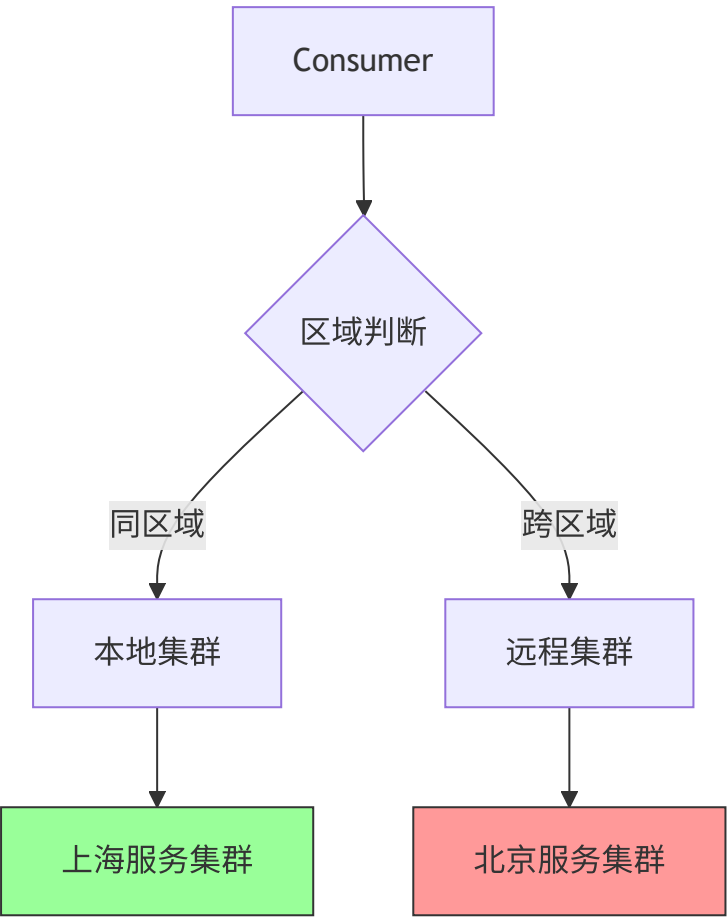 Consumer
区域判断
同区域
跨区域
本地集群
远程集群
上海服务集群
北京服务集群